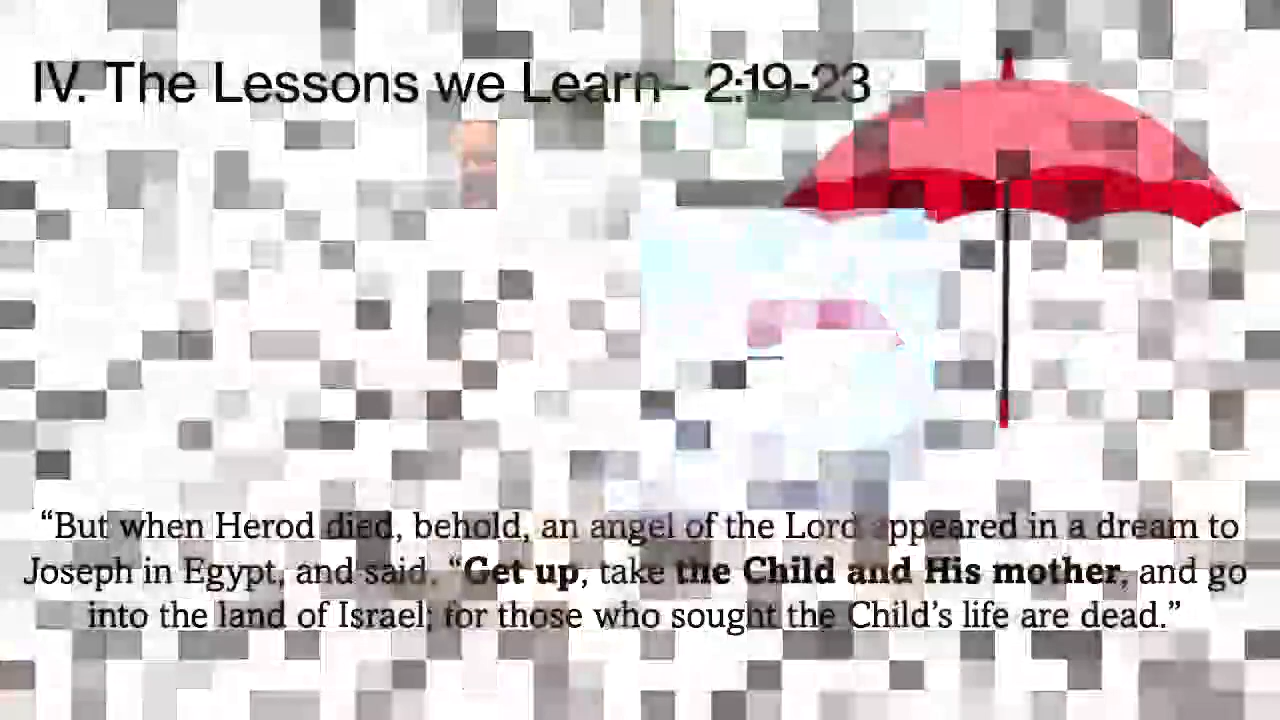 IV. The Lessons we Learn– 2:19-23
“But when Herod died, behold, an angel of the Lord appeared in a dream to
Joseph in Egypt, and said, “Get up, take the Child and His mother, and go
into the land of Israel; for those who sought the Child’s life are dead.”